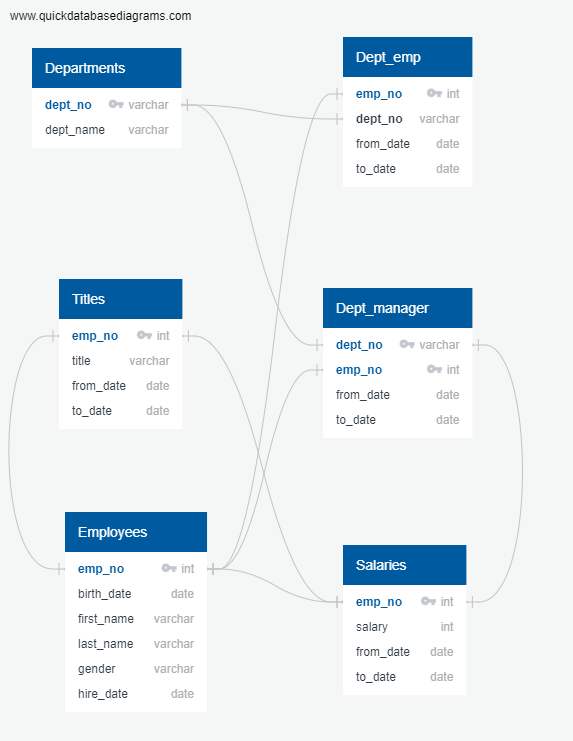 www.quickdatabasediagrams.com
Departments
dept_no varchar
dept_name varchar
Dept_emp
emp_no int
dept_no varchar
from_date date
to_date date
Titles
emp_no int
title varchar
from_date date
to_date date
Dept_manager
dept_no varchar
emp_no int
from_date date
to_date date
Employees
emp_no int
birth_date date
first_name varchar
last_name varchar
gender varchar
hire_date date
Salaries
emp_no int
salary int
from_date date
to_date date